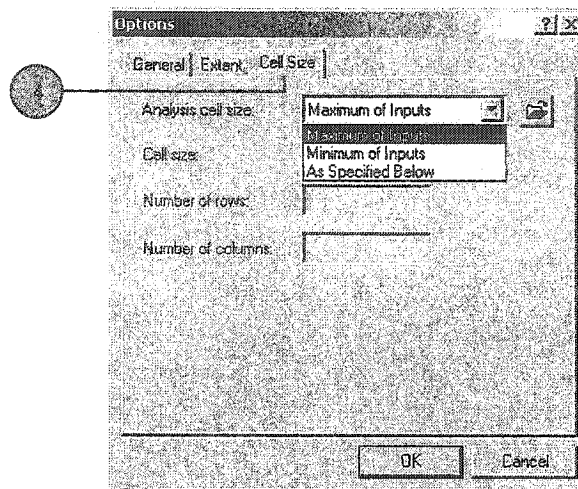 Options
General Extent Cell Size
Analysis cell size: Maximum of Inputs
Maximum of Inputs
Cell size: Minimum of Inputs
As Specified Below
Number of rows:
Number of columns:
OK Cancel